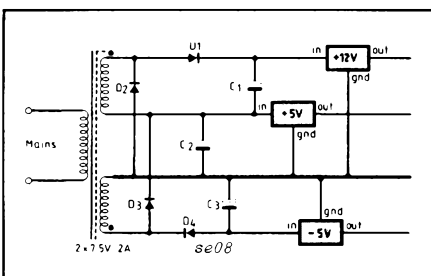 U1
in
+12V
out
D2
C1
gnd
in
+5V
out
Mains
C2
gnd
D3
C3
gnd
D4
in
-5V
out
2 x 7.5V 2A
se08